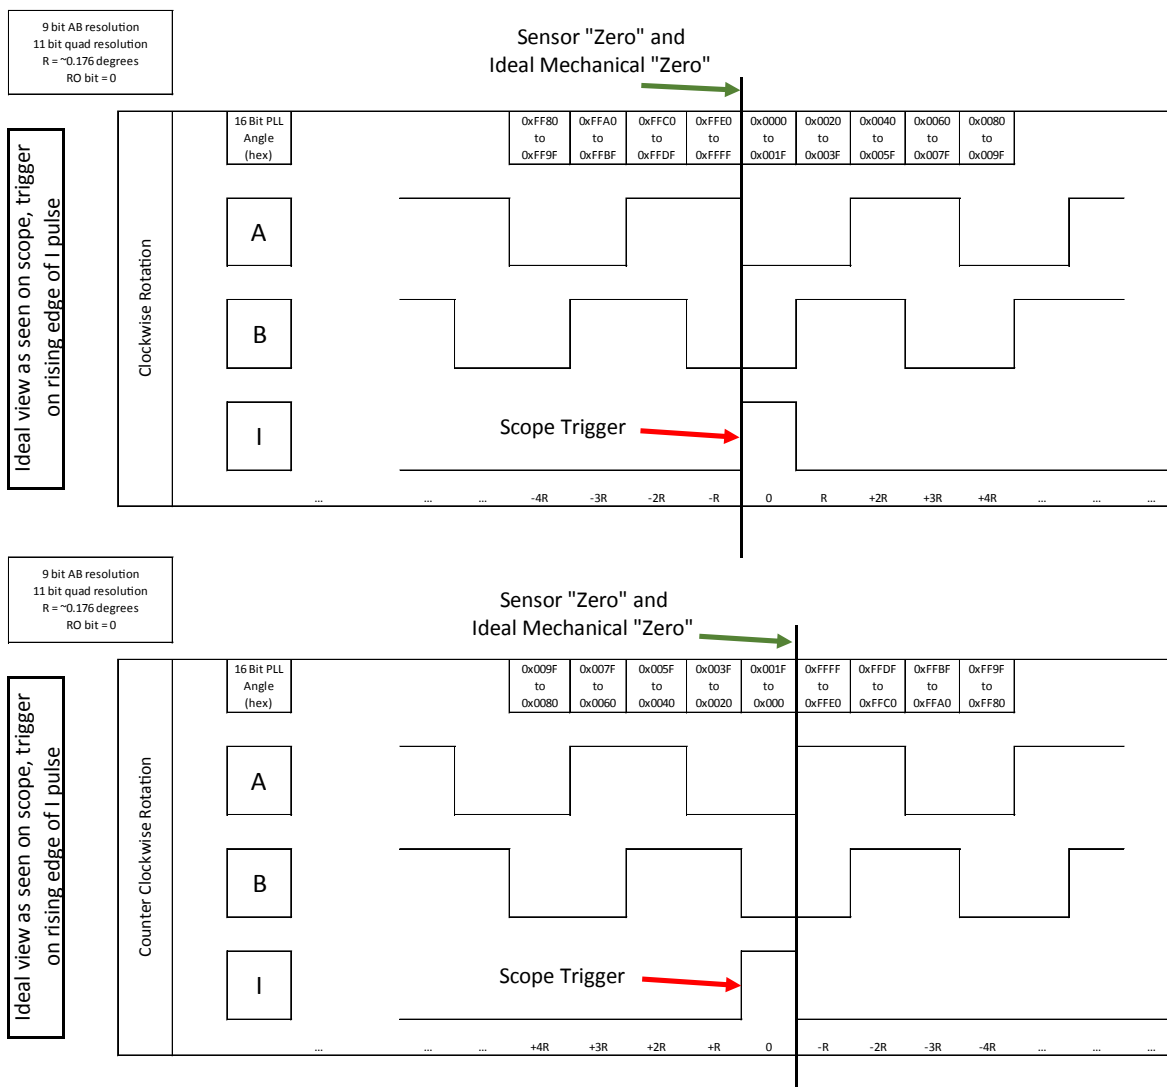 9 bit AB resolution
11 bit quad resolution
R = ~0.176 degrees
RO bit = 0
Sensor "Zero" and
Ideal Mechanical "Zero"
Ideal view as seen on scope, trigger
on rising edge of I pulse
Clockwise Rotation
16 Bit PLL
Angle
(hex)
0xFF80 0xFFA0 0xFFC0 0xFFE0 0x0000 0x0020 0x0040 0x0060 0x0080
to to to to to to to to to
0xFF9F 0xFFBF 0xFFDF 0xFFFF 0x001F 0x003F 0x005F 0x007F 0x009F
A
B
I
Scope Trigger
... ... ... -4R -3R -2R -R 0 R +2R +3R +4R ... ... ...
9 bit AB resolution
11 bit quad resolution
R = ~0.176 degrees
RO bit = 0
Sensor "Zero" and
Ideal Mechanical "Zero"
Ideal view as seen on scope, trigger
on rising edge of I pulse
Counter Clockwise Rotation
16 Bit PLL
Angle
(hex)
0x009F 0x007F 0x005F 0x003F 0x001F 0xFFFF 0xFFDF 0xFFBF 0xFF9F
to to to to to to to to to
0x0080 0x0060 0x0040 0x0020 0x000 0xFFE0 0xFFC0 0xFFA0 0xFF80
A
B
I
Scope Trigger
... ... ... +4R +3R +2R +R 0 -R -2R -3R -4R ... ... ...